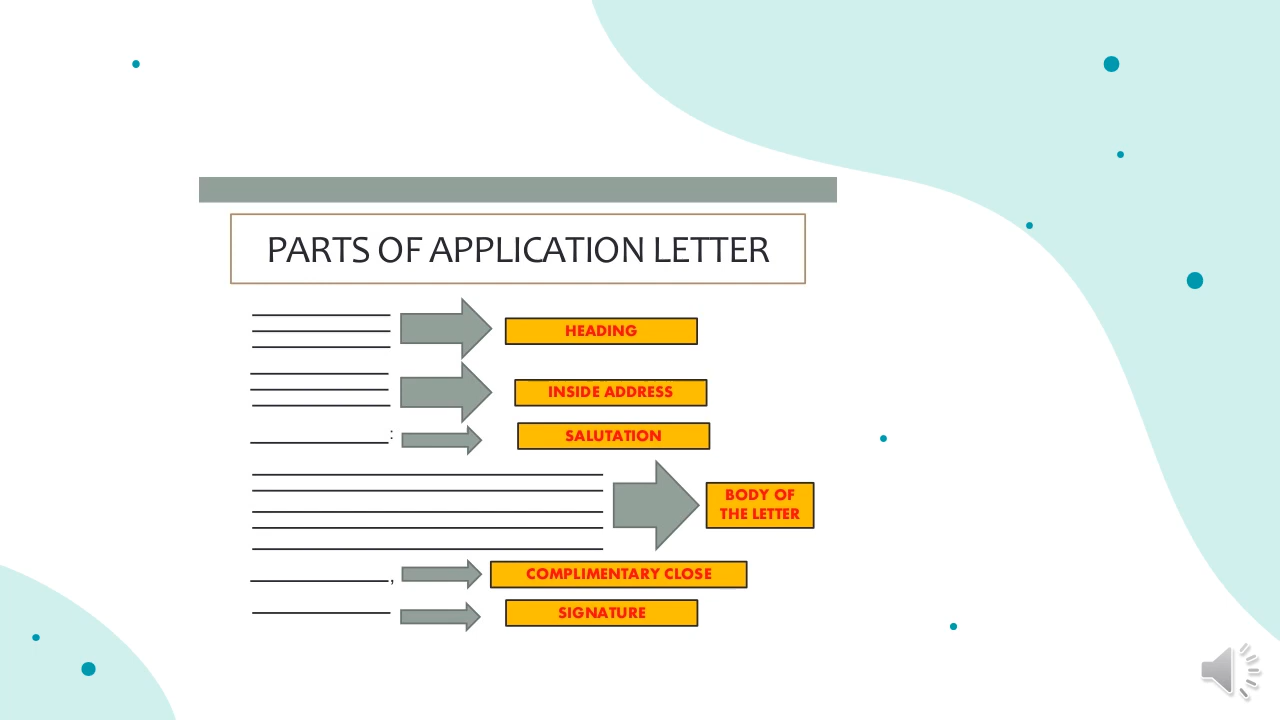 PARTS OF APPLICATION LETTER
HEADING
INSIDE ADDRESS
:
SALUTATION
BODY OF
THE LETTER
,
COMPLIMENTARY CLOSE
SIGNATURE